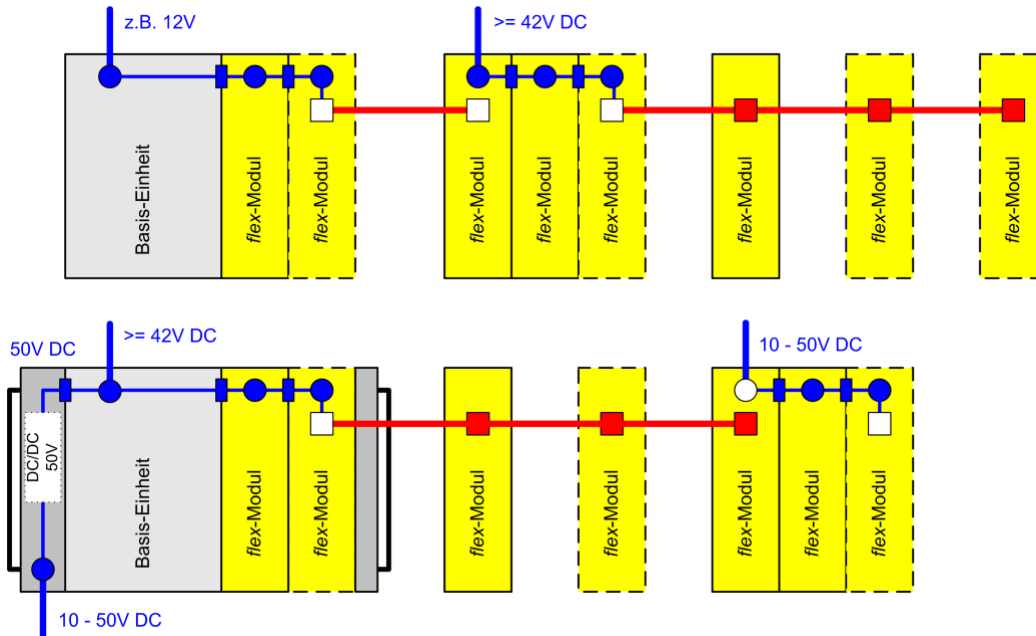 z.B. 12V
>= 42V DC
Basis-Einheit
flex-Modul
flex-Modul
flex-Modul
flex-Modul
flex-Modul
flex-Modul
flex-Modul
flex-Modul
50V DC
>= 42V DC
10 - 50V DC
DC/DC
50V
Basis-Einheit
flex-Modul
flex-Modul
flex-Modul
flex-Modul
flex-Modul
flex-Modul
flex-Modul
10 - 50V DC